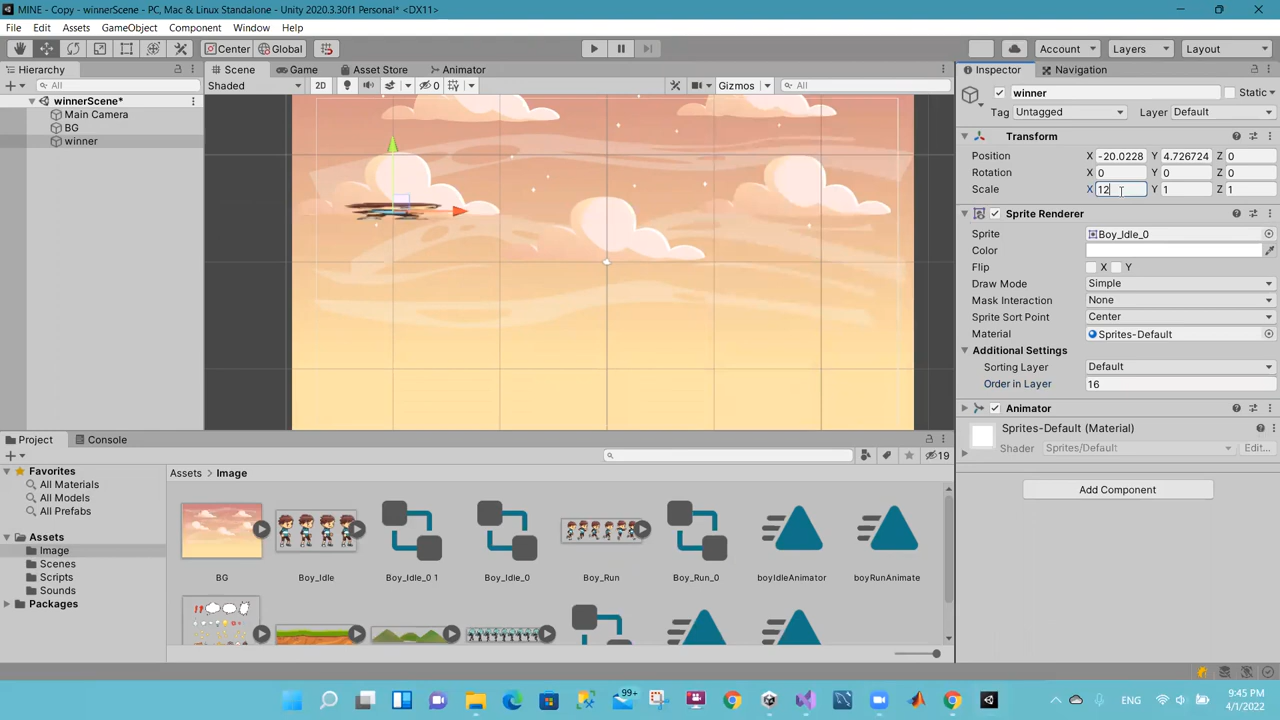 MINE - Copy - winnerScene - PC, Mac & Linux Standalone - Unity 2020.3.30f1 Personal* <DX11>
File Edit Assets GameObject Component Window Help
Center Global Account Layers Layout
Hierarchy Scene Game Asset Store Animator Inspector Navigation
All Shaded 2D 0 Gizmos All winner Static
winnerScene*
Main Camera
BG
winner
Tag Untagged Layer Default
Transform
Position X -20.0228 Y 4.726724 Z 0
Rotation X 0 Y 0 Z 0
Scale X 12 Y 1 Z 1
Sprite Renderer
Sprite Boy_Idle_0
Color
Flip X Y
Draw Mode Simple
Mask Interaction None
Sprite Sort Point Center
Material Sprites-Default
Additional Settings
Sorting Layer Default
Order in Layer 16
Animator
Sprites-Default (Material)
Shader Sprites/Default Edit...
Add Component
Project Console
19
Favorites
All Materials
All Models
All Prefabs
Assets
Image
Scenes
Scripts
Sounds
Packages
Assets > Image
BG Boy_Idle Boy_Idle_0 1 Boy_Idle_0 Boy_Run Boy_Run_0 boyIdleAnimator boyRunAnimate
99+ ENG 9:45 PM
4/1/2022